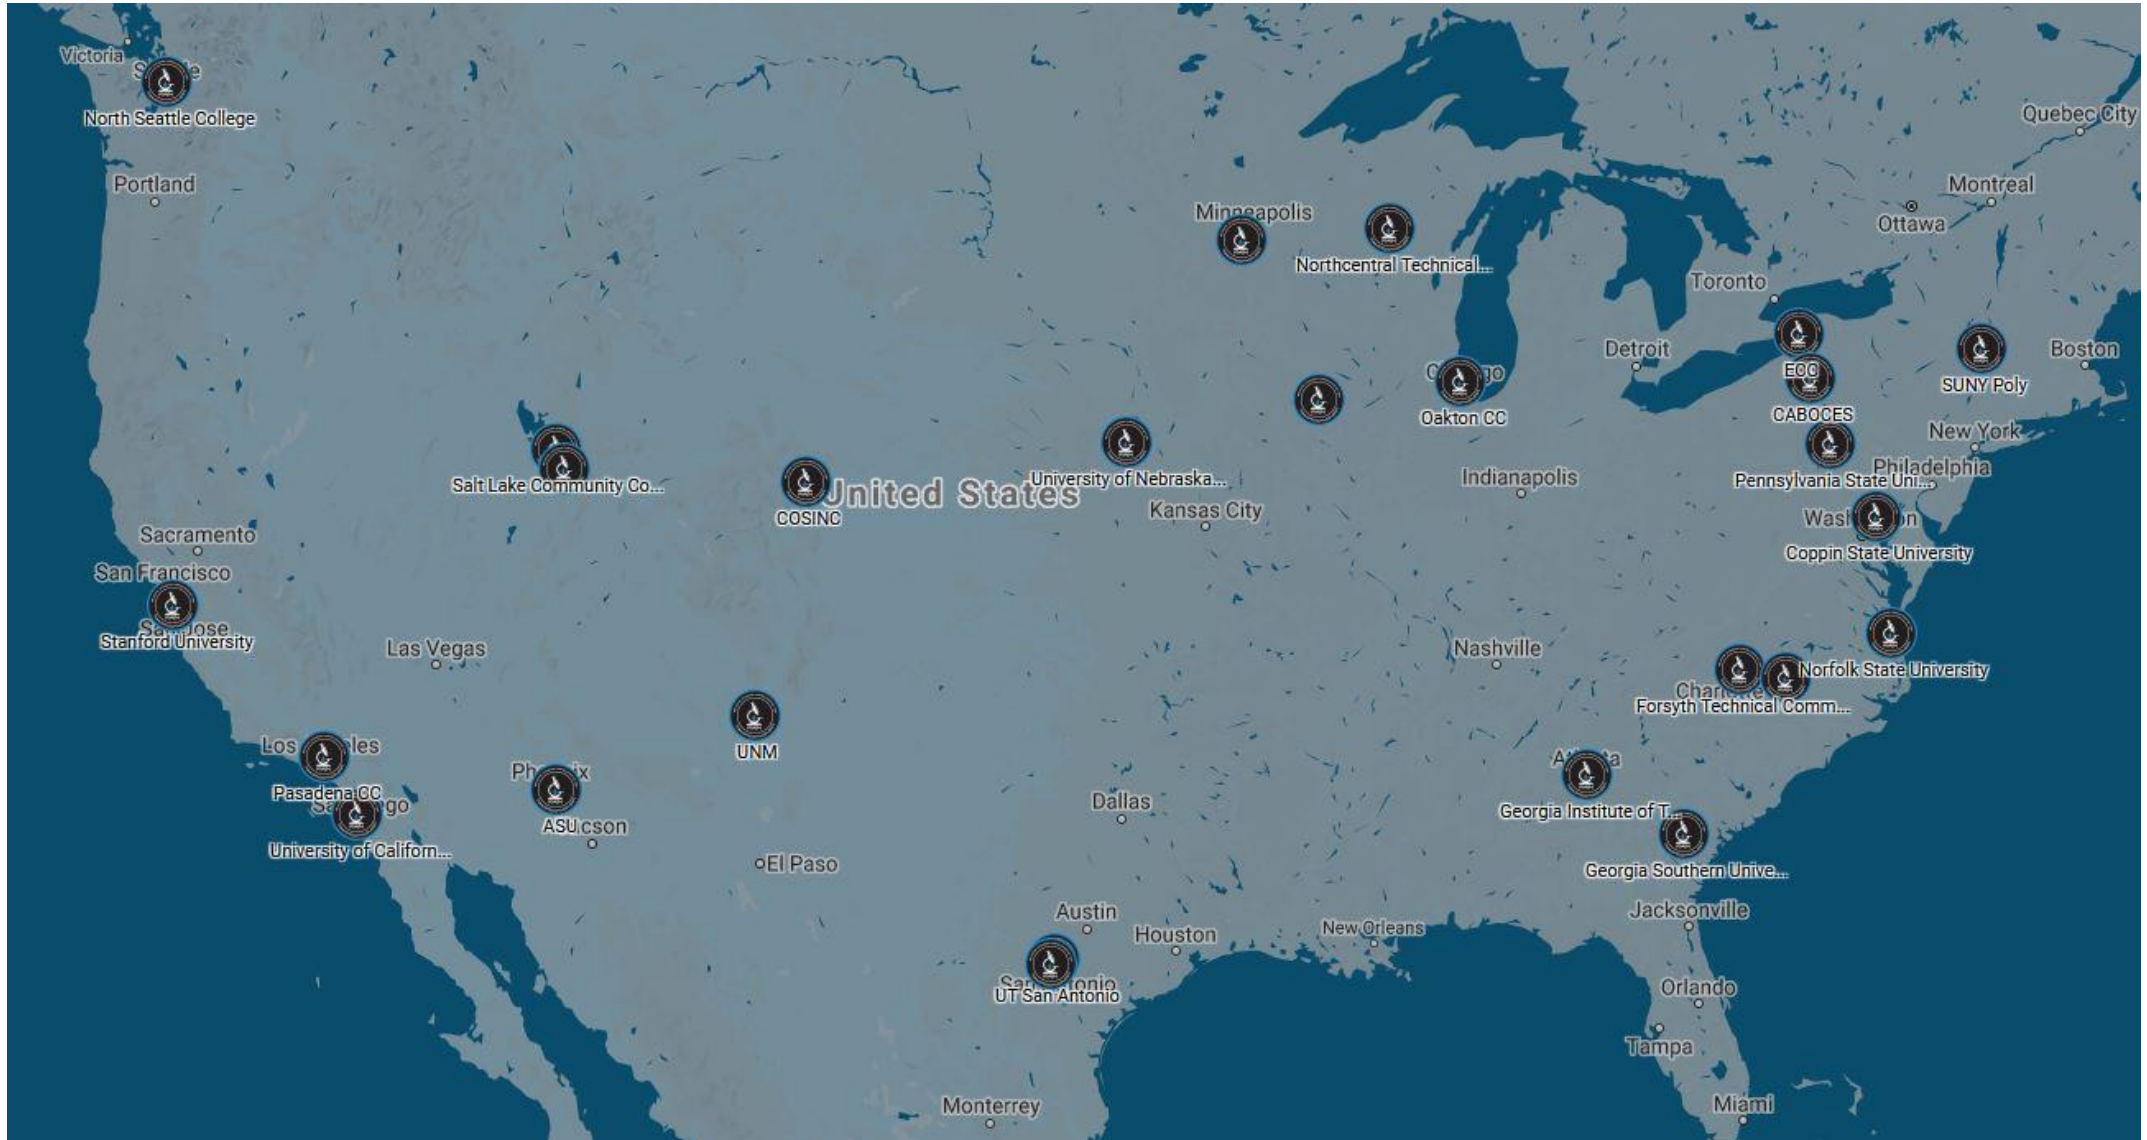 Victoria
North Seattle College
Quebec City
Portland
Montreal
Minneapolis
Ottawa
Northcentral Technical...
Toronto
Detroit
Boston
ECC
SUNY Poly
Oakton CC
CABOCES
New York
Philadelphia
Indianapolis
University of Nebraska...
Pennsylvania State Uni...
Salt Lake Community Co...
United States
COSINC
Kansas City
Coppin State University
Sacramento
San Francisco
Stanford University
Las Vegas
Nashville
Norfolk State University
Forsyth Technical Comm...
UNM
Pasadena CC
Dallas
Georgia Institute of T...
ASU
University of Californ...
El Paso
Georgia Southern Unive...
Austin
Jacksonville
Houston
New Orleans
UT San Antonio
Orlando
Tampa
Monterrey
Miami